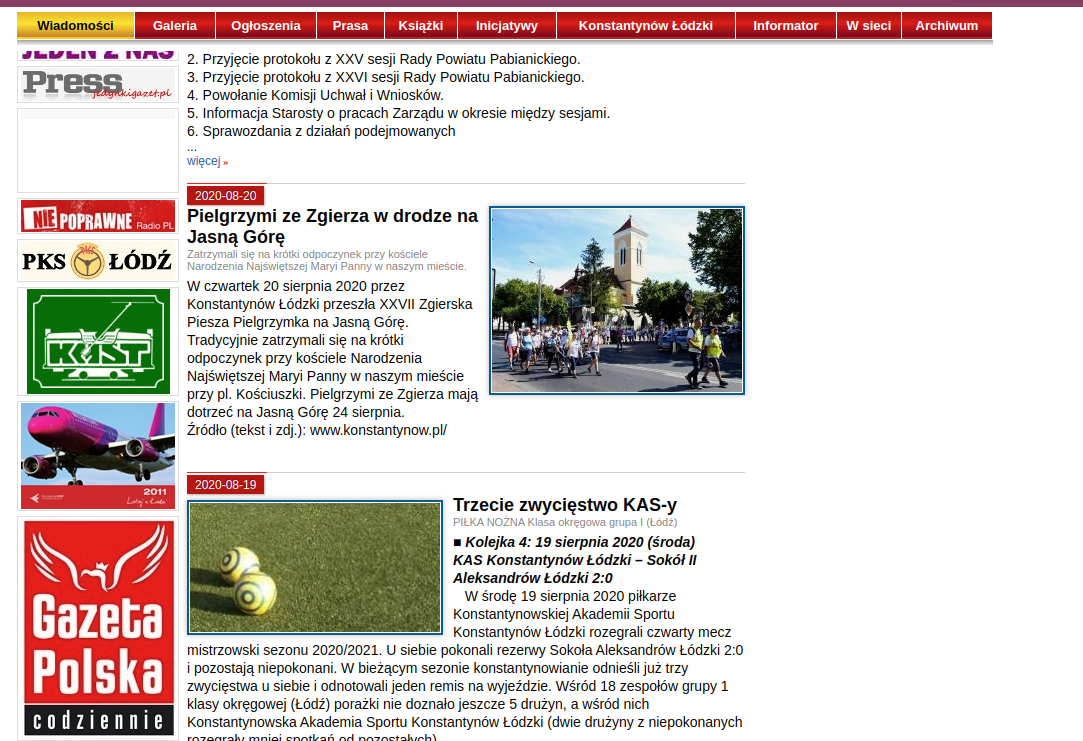 Wiadomości Galeria Ogłoszenia Prasa Książki Inicjatywy Konstantynów Łódzki Informator W sieci Archiwum
JEDEN Z NAS
Press
jedynkigazet.pl
NIE POPRAWNE
Radio PL
PKS ŁÓDŹ
KMST
2011
Gazeta
Polska
codziennie
2. Przyjęcie protokołu z XXV sesji Rady Powiatu Pabianickiego.
3. Przyjęcie protokołu z XXVI sesji Rady Powiatu Pabianickiego.
4. Powołanie Komisji Uchwał i Wniosków.
5. Informacja Starosty o pracach Zarządu w okresie między sesjami.
6. Sprawozdania z działań podejmowanych
...
więcej »
2020-08-20
Pielgrzymi ze Zgierza w drodze na
Jasną Górę
Zatrzymali się na krótki odpoczynek przy kościele
Narodzenia Najświętszej Maryi Panny w naszym mieście.
W czwartek 20 sierpnia 2020 przez
Konstantynów Łódzki przeszła XXVII Zgierska
Piesza Pielgrzymka na Jasną Górę.
Tradycyjnie zatrzymali się na krótki
odpoczynek przy kościele Narodzenia
Najświętszej Maryi Panny w naszym mieście
przy pl. Kościuszki. Pielgrzymi ze Zgierza mają
dotrzeć na Jasną Górę 24 sierpnia.
Źródło (tekst i zdj.): www.konstantynow.pl/
2020-08-19
Trzecie zwycięstwo KAS-y
PIŁKA NOŻNA Klasa okręgowa grupa I (Łódź)
■ Kolejka 4: 19 sierpnia 2020 (środa)
KAS Konstantynów Łódzki – Sokół II
Aleksandrów Łódzki 2:0
W środę 19 sierpnia 2020 piłkarze
Konstantynowskiej Akademii Sportu
Konstantynów Łódzki rozegrali czwarty mecz
mistrzowski sezonu 2020/2021. U siebie pokonali rezerwy Sokoła Aleksandrów Łódzki 2:0
i pozostają niepokonani. W bieżącym sezonie konstantynowianie odnieśli już trzy
zwycięstwa u siebie i odnotowali jeden remis na wyjeździe. Wśród 18 zespołów grupy 1
klasy okręgowej (Łódź) porażki nie doznało jeszcze 5 drużyn, a wśród nich
Konstantynowska Akademia Sportu Konstantynów Łódzki (dwie drużyny z niepokonanych
rozegrały mniej spotkań od pozostałych)